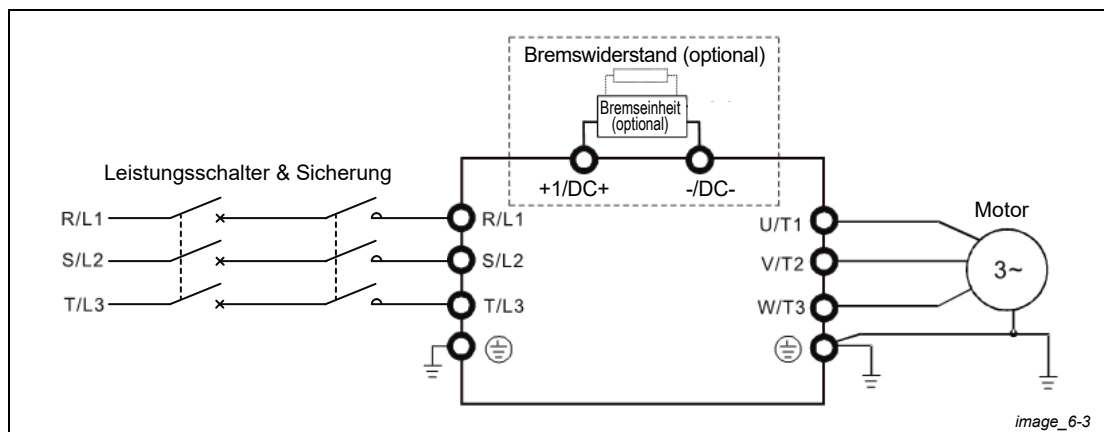 Bremswiderstand (optional)
Bremseinheit
(optional)
+1/DC+
-/DC-
Leistungsschalter & Sicherung
R/L1
R/L1
U/T1
Motor
S/L2
S/L2
V/T2
3~
T/L3
T/L3
W/T3
image_6-3